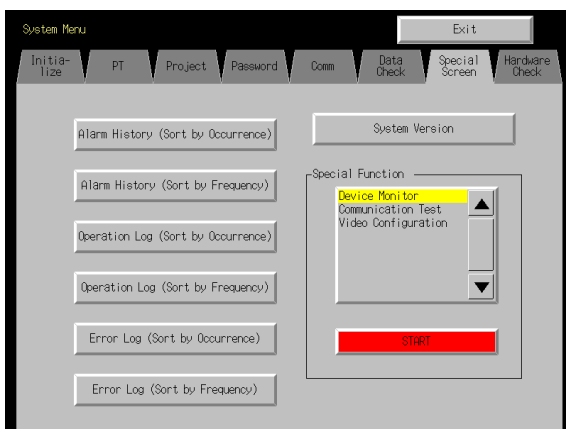 System Menu
Exit
Initia-
lize
PT
Project
Password
Comm
Data
Check
Special
Screen
Hardware
Check
Alarm History (Sort by Occurrence)
Alarm History (Sort by Frequency)
Operation Log (Sort by Occurrence)
Operation Log (Sort by Frequency)
Error Log (Sort by Occurrence)
Error Log (Sort by Frequency)
System Version
Special Function
Device Monitor
Communication Test
Video Configuration
START